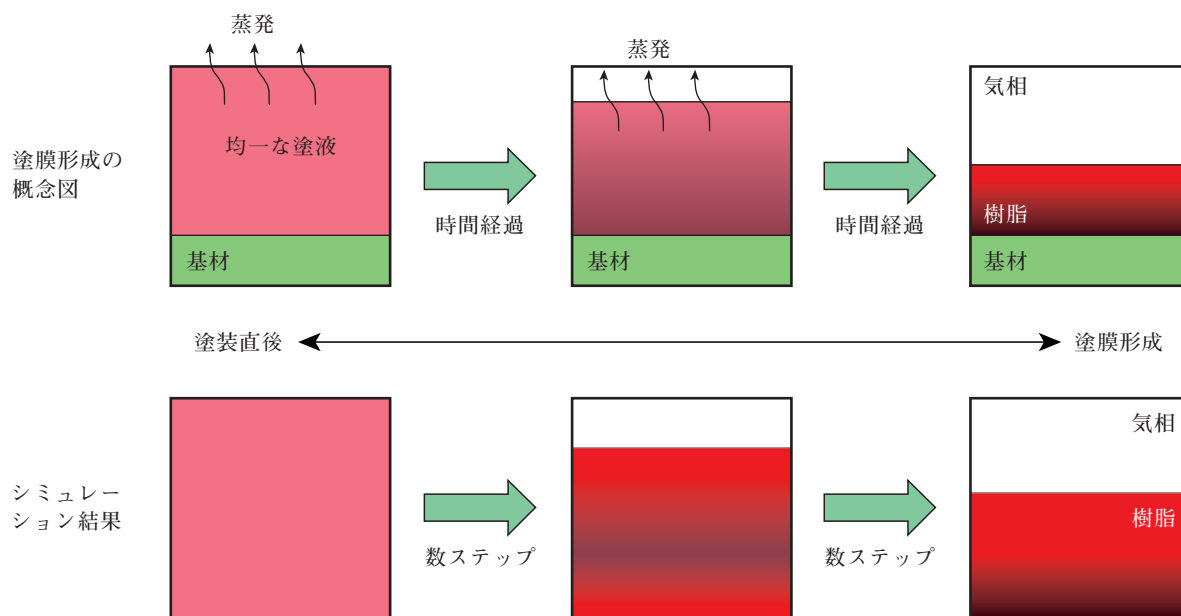 蒸発
蒸発
均一な塗液
気相
塗膜形成の
概念図
時間経過
時間経過
樹脂
基材
基材
基材
塗装直後
塗膜形成
気相
シミュレー
ション結果
数ステップ
数ステップ
樹脂